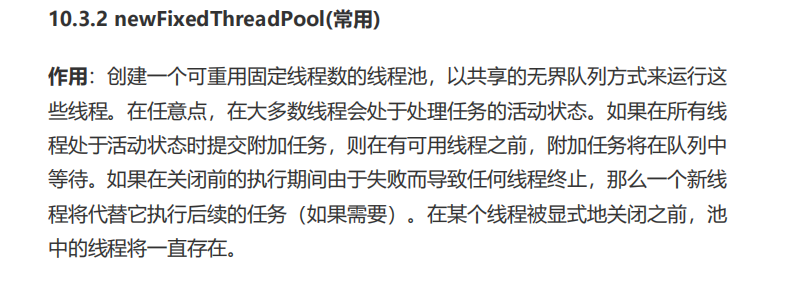 10.3.2 newFixedThreadPool(常用)
作用：创建一个可重用固定线程数的线程池，以共享的无界队列方式来运行这
些线程。在任意点，在大多数线程会处于处理任务的活动状态。如果在所有线
程处于活动状态时提交附加任务，则在有可用线程之前，附加任务将在队列中
等待。如果在关闭前的执行期间由于失败而导致任何线程终止，那么一个新线
程将代替它执行后续的任务（如果需要）。在某个线程被显式地关闭之前，池
中的线程将一直存在。